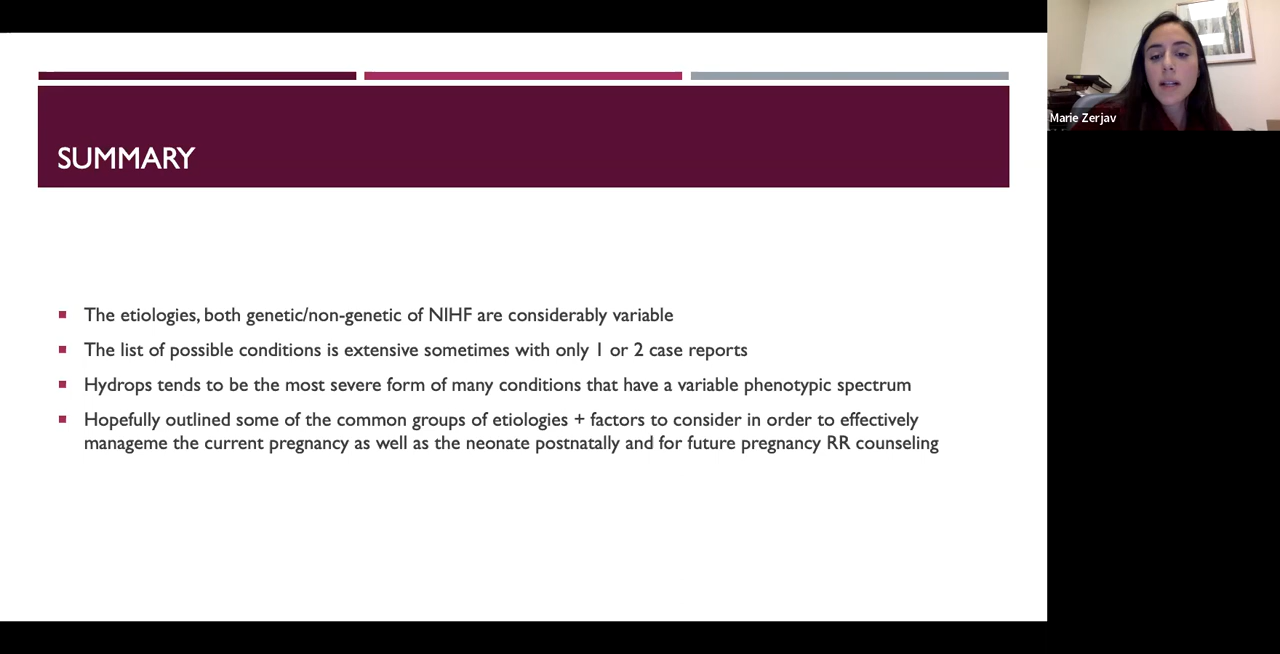 SUMMARY
The etiologies, both genetic/non-genetic of NIHF are considerably variable
The list of possible conditions is extensive sometimes with only 1 or 2 case reports
Hydrops tends to be the most severe form of many conditions that have a variable phenotypic spectrum
Hopefully outlined some of the common groups of etiologies + factors to consider in order to effectively
manageme the current pregnancy as well as the neonate postnatally and for future pregnancy RR counseling
Marie Zerjav